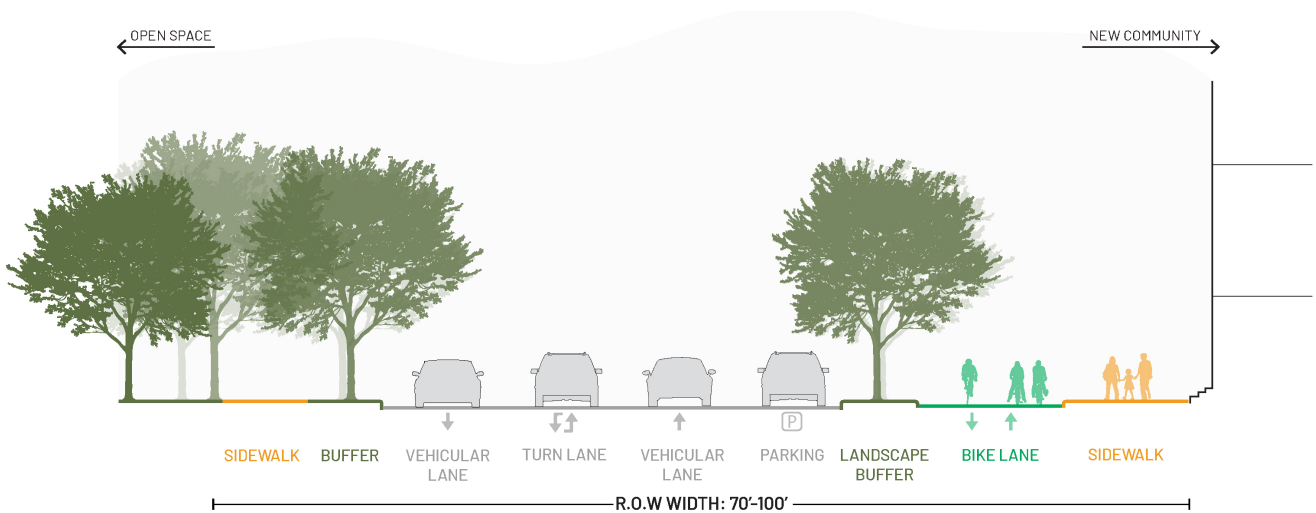 OPEN SPACE
NEW COMMUNITY
P
SIDEWALK
BUFFER
VEHICULAR
LANE
TURN LANE
VEHICULAR
LANE
PARKING
LANDSCAPE
BUFFER
BIKE LANE
SIDEWALK
R.O.W WIDTH: 70'-100'